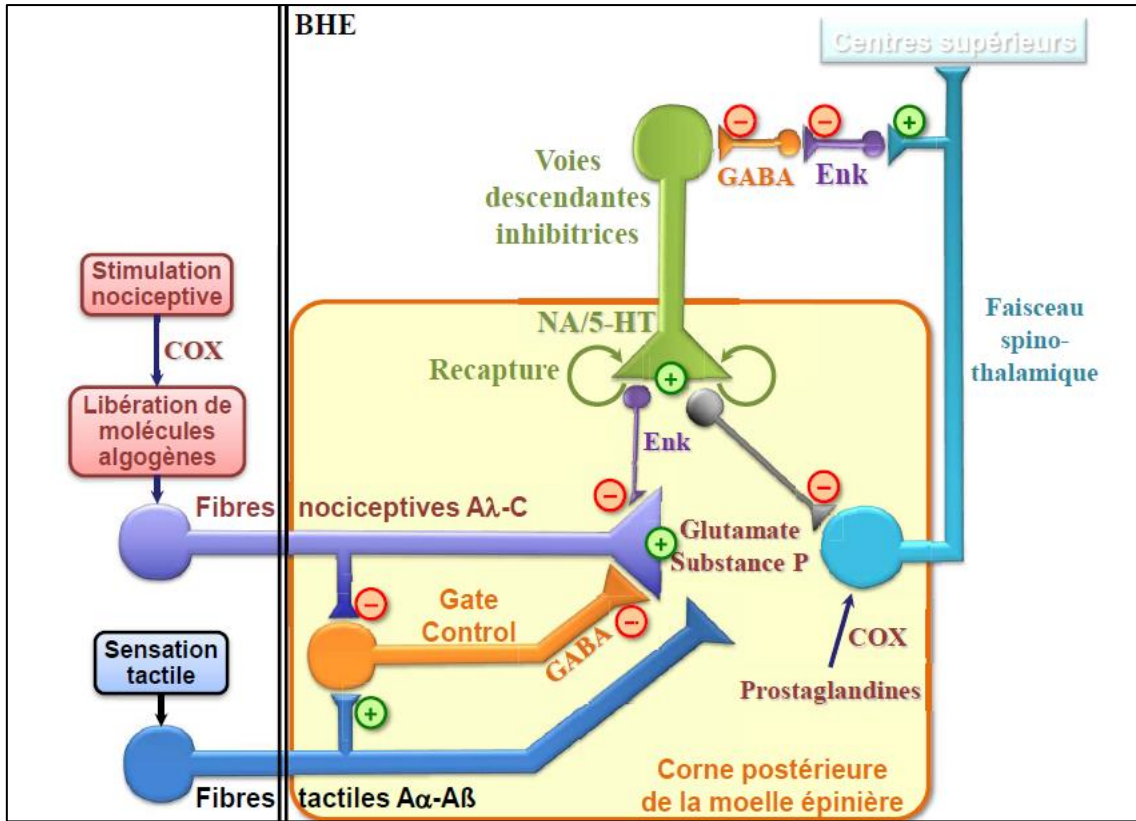 BHE
Centres supérieurs
GABA
Enk
Voies
descendantes
inhibitrices
Stimulation
nociceptive
COX
Libération de
molécules
algogènes
NA/5-HT
Recapture
Enk
Faisceau
spino-
thalamique
Fibres nociceptives Aλ-C
Glutamate
Substance P
Gate
Control
GABA
COX
Prostaglandines
Sensation
tactile
Fibres tactiles Aα-Aß
Corne postérieure
de la moelle épinière